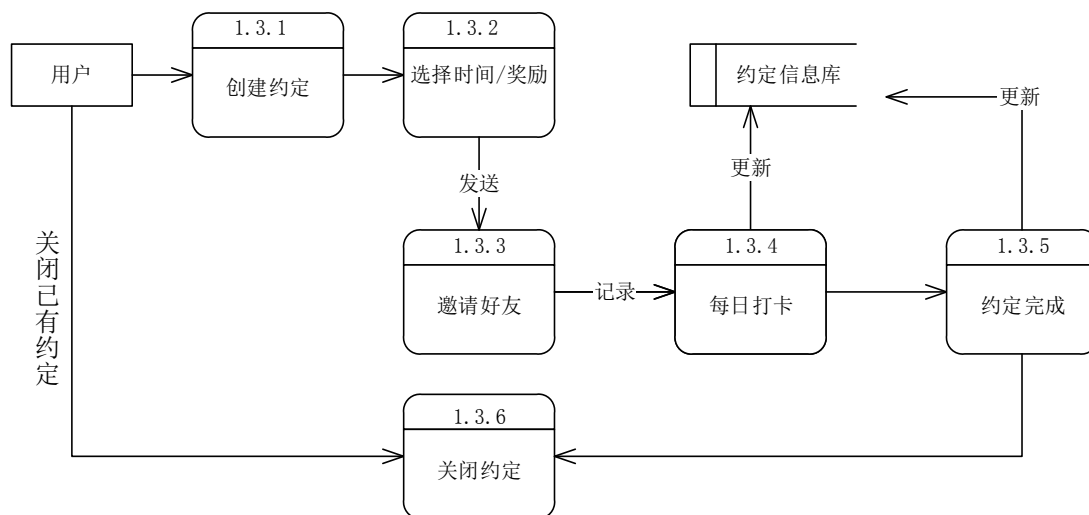 1.3.1
1.3.2
用户
创建约定
选择时间/奖励
约定信息库
更新
更新
发送
关闭已有约定
1.3.3
1.3.4
1.3.5
邀请好友
记录
每日打卡
约定完成
1.3.6
关闭约定